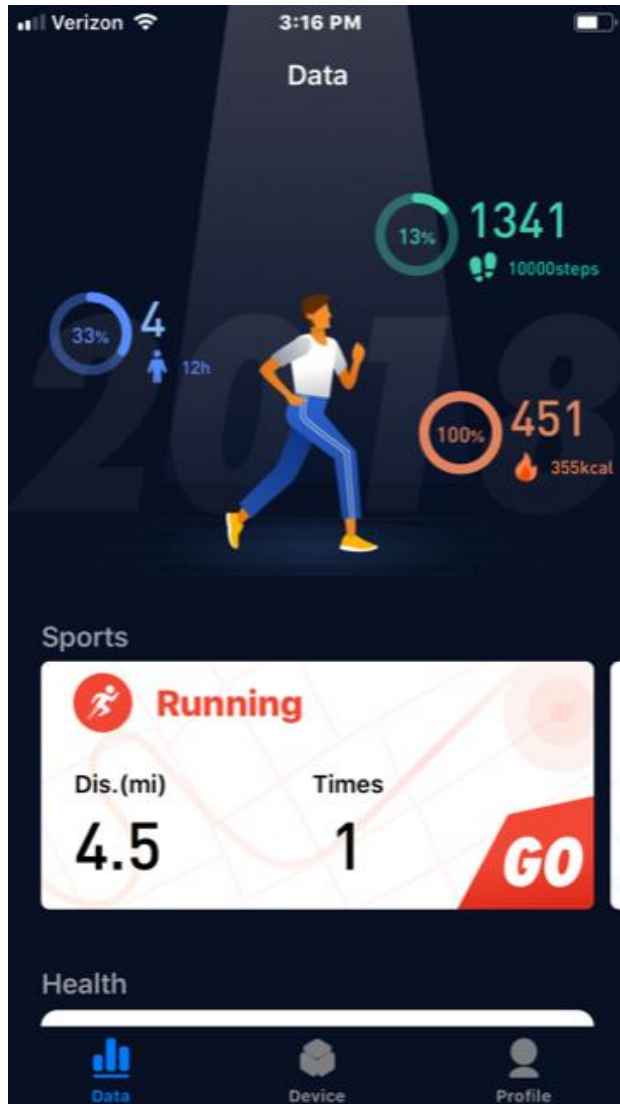 Verizon 3:16 PM
Data
1341
13%
10000steps
4
33%
12h
2018
451
100%
355kcal
Sports
Running
Dis.(mi) Times
4.5 1
GO
Health
Data Device Profile